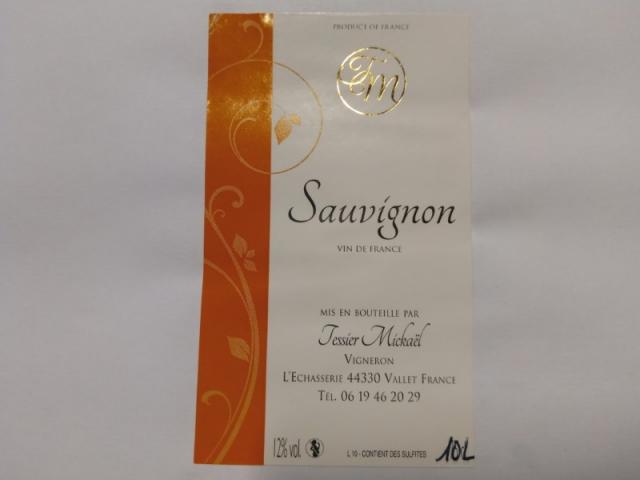 PRODUCT OF FRANCE
TM
Sauvignon
VIN DE FRANCE
MIS EN BOUTEILLE PAR
Tessier Mickaël
VIGNERON
L'ECHASSERIE 44330 VALLET FRANCE
TÉL. 06 19 46 20 29
12% vol.
L 10 - CONTIENT DES SULFITES
10L